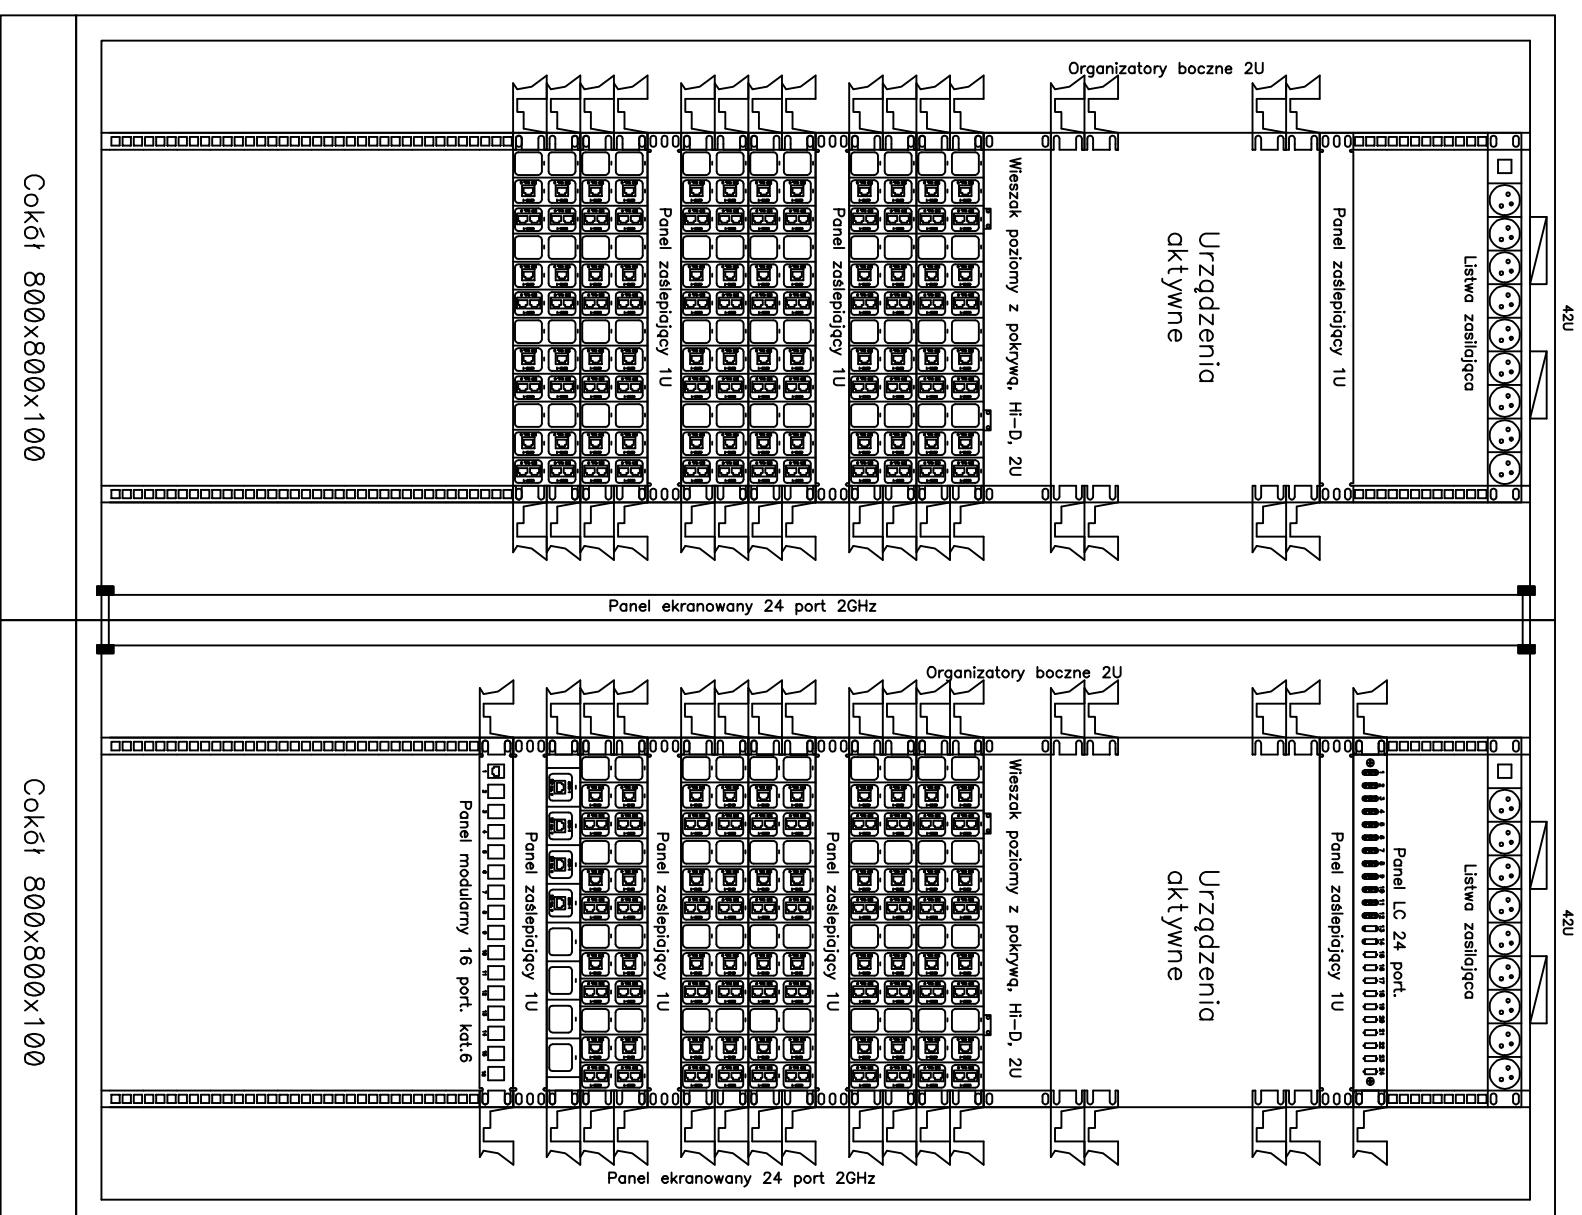 42U
Listwa zasilająca
Panel zaślepiający 1U
Urządzenia
aktywne
Organizatory boczne 2U
Wieszak poziomy z pokrywą, Hi-D, 2U
Panel zaślepiający 1U
Panel zaślepiający 1U
Panel ekranowany 24 port 2GHz
Cokół 800x800x100
42U
Listwa zasilająca
Panel LC 24 port.
Panel zaślepiający 1U
Urządzenia
aktywne
Organizatory boczne 2U
Wieszak poziomy z pokrywą, Hi-D, 2U
Panel zaślepiający 1U
Panel zaślepiający 1U
Panel zaślepiający 1U
Panel modularny 16 port. kat.6
Panel ekranowany 24 port 2GHz
Cokół 800x800x100